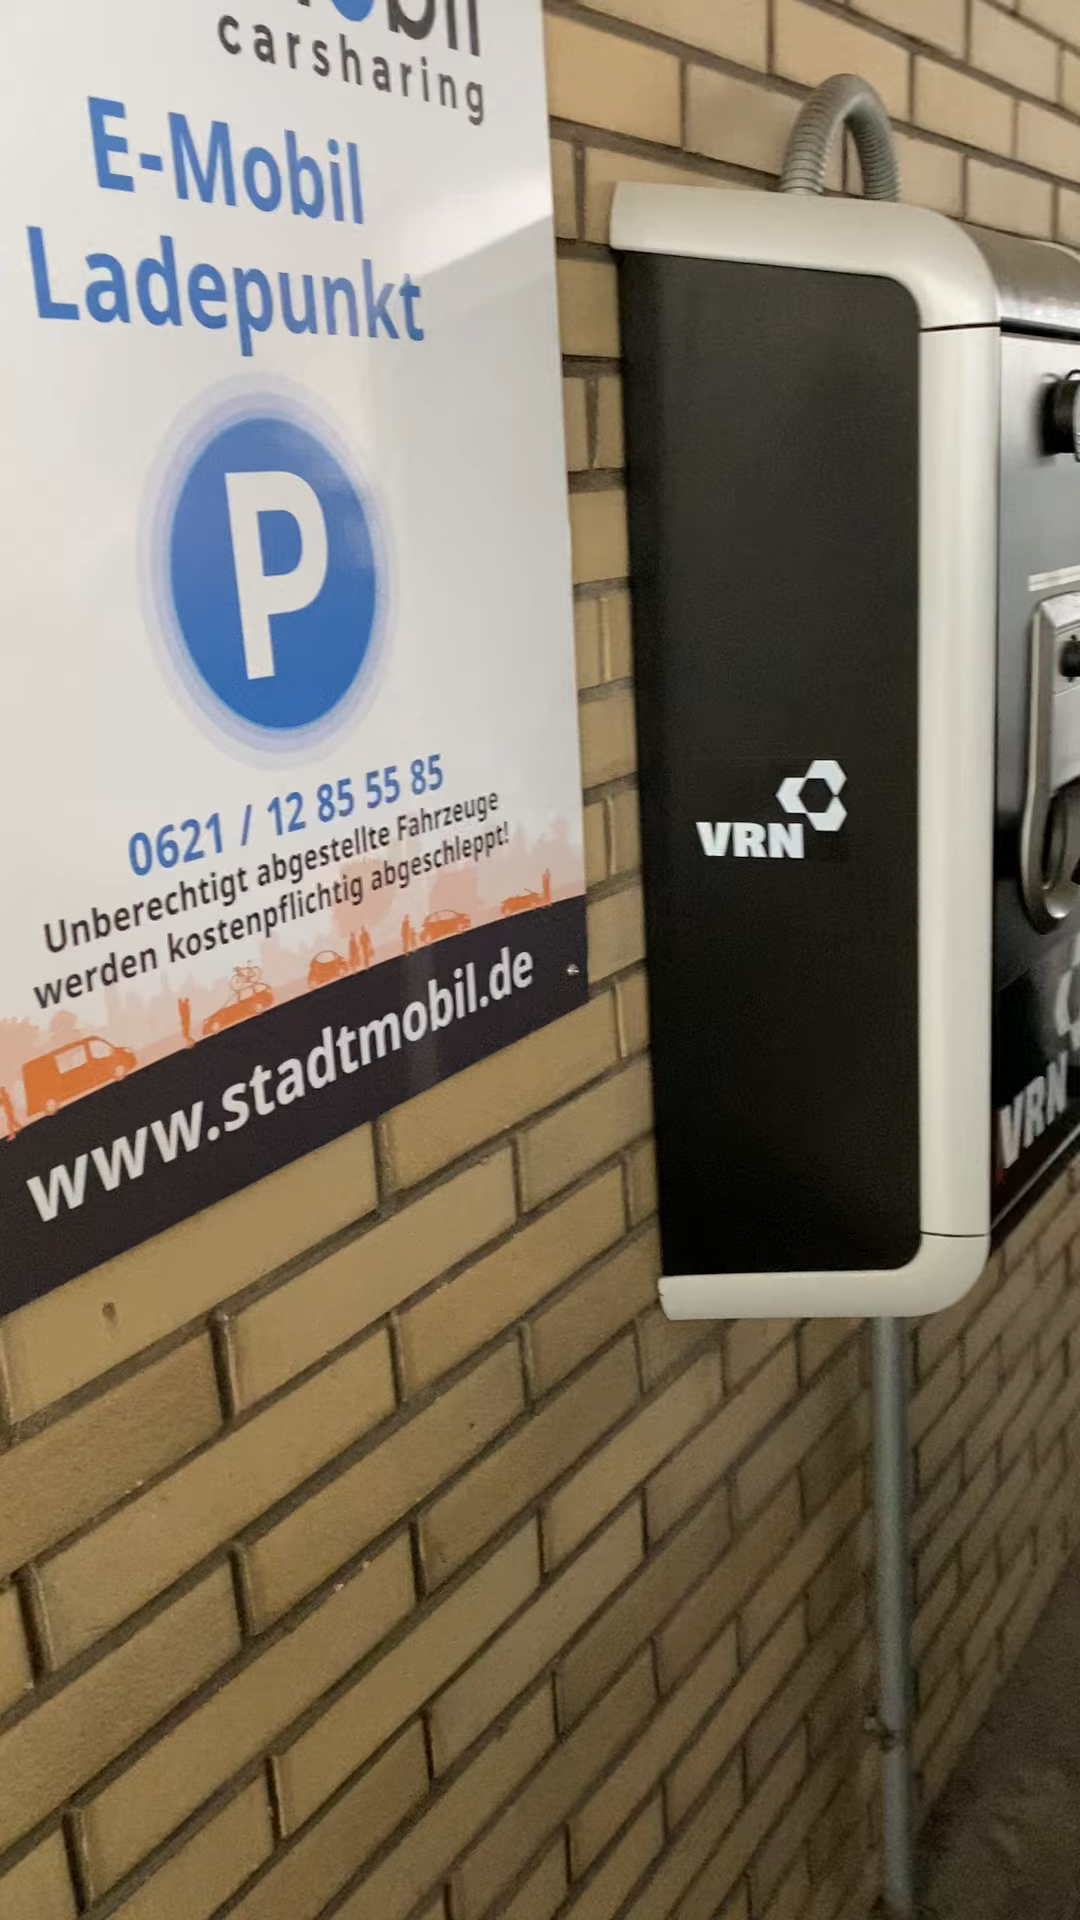 carsharing
E-Mobil
Ladepunkt
P
0621 / 12 85 55 85
Unberechtigt abgestellte Fahrzeuge
werden kostenpflichtig abgeschleppt!
www.stadtmobil.de
VRN
VRN